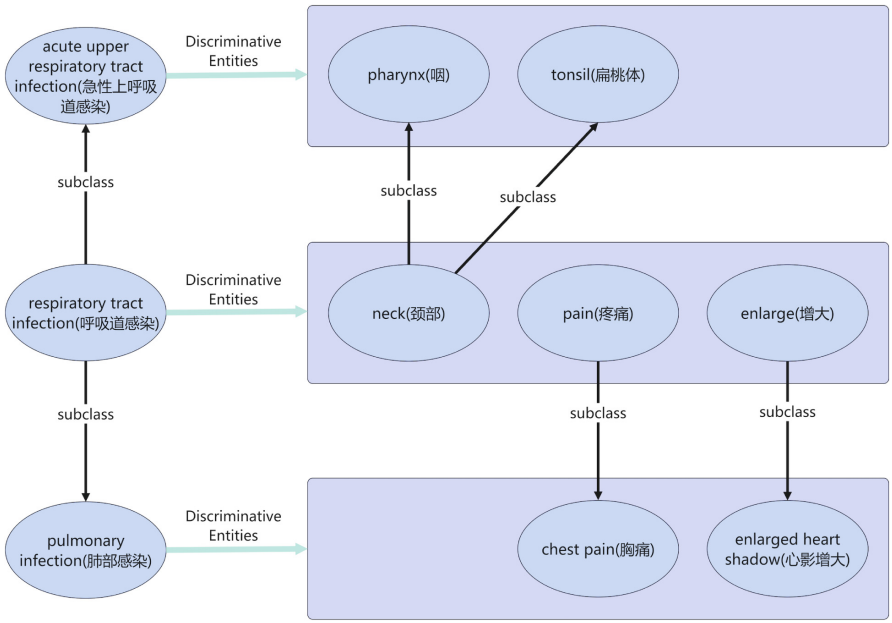 acute upper
respiratory tract
infection(急性上呼吸
道感染)
Discriminative
Entities
pharynx(咽)
tonsil(扁桃体)
subclass
subclass
subclass
respiratory tract
infection(呼吸道感染)
Discriminative
Entities
neck(颈部)
pain(疼痛)
enlarge(增大)
subclass
subclass
subclass
pulmonary
infection(肺部感染)
Discriminative
Entities
chest pain(胸痛)
enlarged heart
shadow(心影增大)